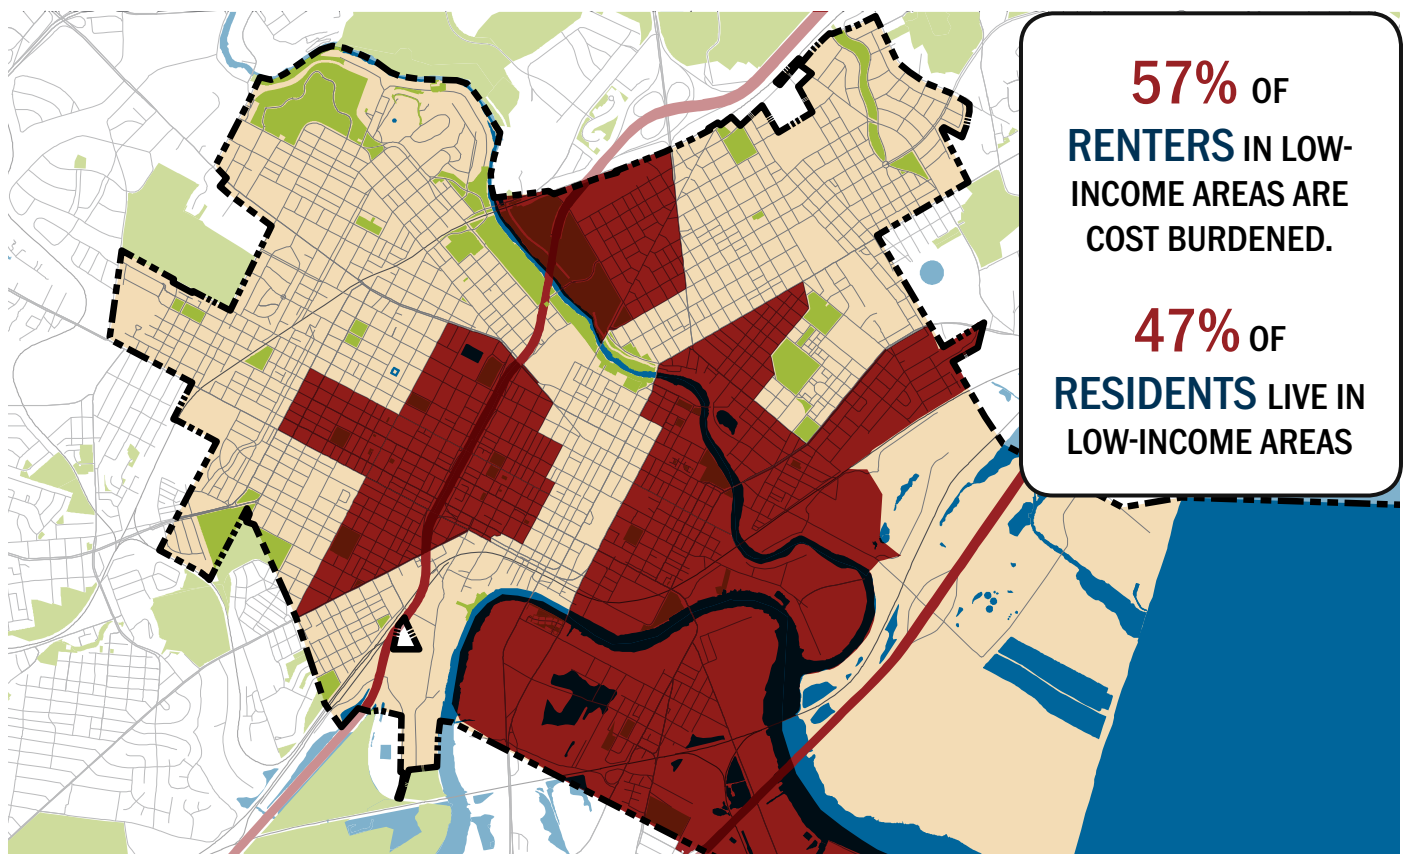 57% OF
RENTERS IN LOW-
INCOME AREAS ARE
COST BURDENED.
47% OF
RESIDENTS LIVE IN
LOW-INCOME AREAS